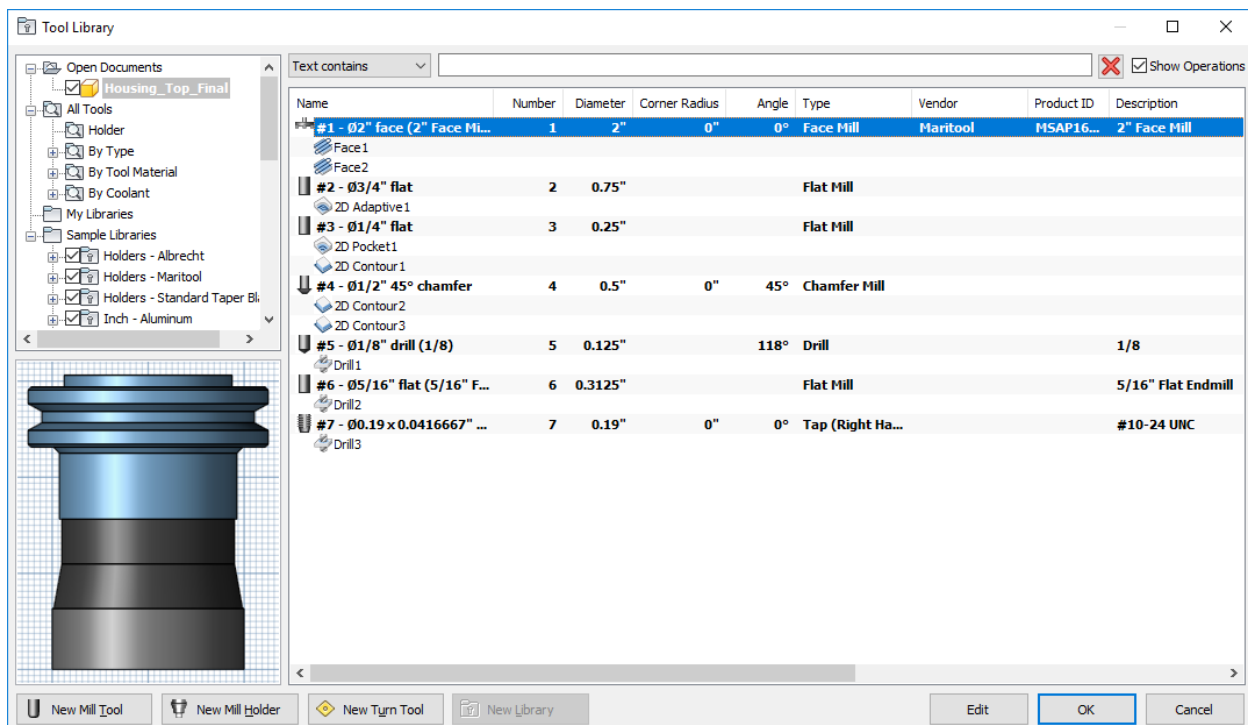 Tool Library
Open Documents
Housing_Top_Final
All Tools
Holder
By Type
By Tool Material
By Coolant
My Libraries
Sample Libraries
Holders - Albrecht
Holders - Maritool
Holders - Standard Taper Bl
Inch - Aluminum
Text contains
Show Operations
Name Number Diameter Corner Radius Angle Type Vendor Product ID Description
#1 - Ø2" face (2" Face Mi... 1 2" 0" 0° Face Mill Maritool MSAP16... 2" Face Mill
Face1
Face2
#2 - Ø3/4" flat 2 0.75" Flat Mill
2D Adaptive1
#3 - Ø1/4" flat 3 0.25" Flat Mill
2D Pocket1
2D Contour1
#4 - Ø1/2" 45° chamfer 4 0.5" 0" 45° Chamfer Mill
2D Contour2
2D Contour3
#5 - Ø1/8" drill (1/8) 5 0.125" 118° Drill 1/8
Drill1
#6 - Ø5/16" flat (5/16" F... 6 0.3125" Flat Mill 5/16" Flat Endmill
Drill2
#7 - Ø0.19 x 0.0416667" ... 7 0.19" 0" 0° Tap (Right Ha... #10-24 UNC
Drill3
New Mill Tool New Mill Holder New Turn Tool New Library Edit OK Cancel